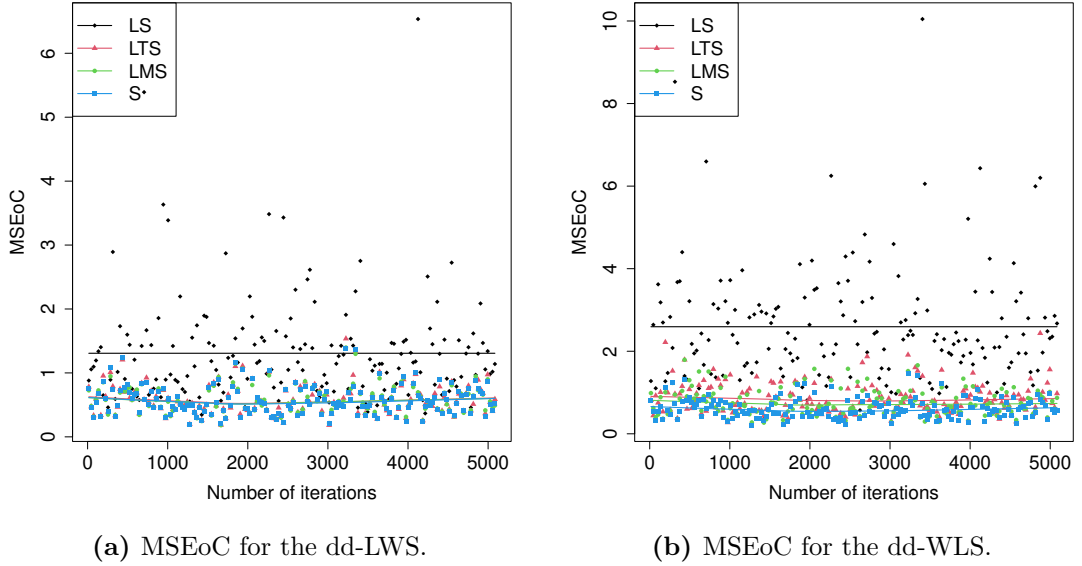 LS
LTS
LMS
S
6
5
4
3
2
1
0
MSEoC
0 1000 2000 3000 4000 5000
Number of iterations
(a) MSEoC for the dd-LWS.
LS
LTS
LMS
S
10
8
6
4
2
0
MSEoC
0 1000 2000 3000 4000 5000
Number of iterations
(b) MSEoC for the dd-WLS.